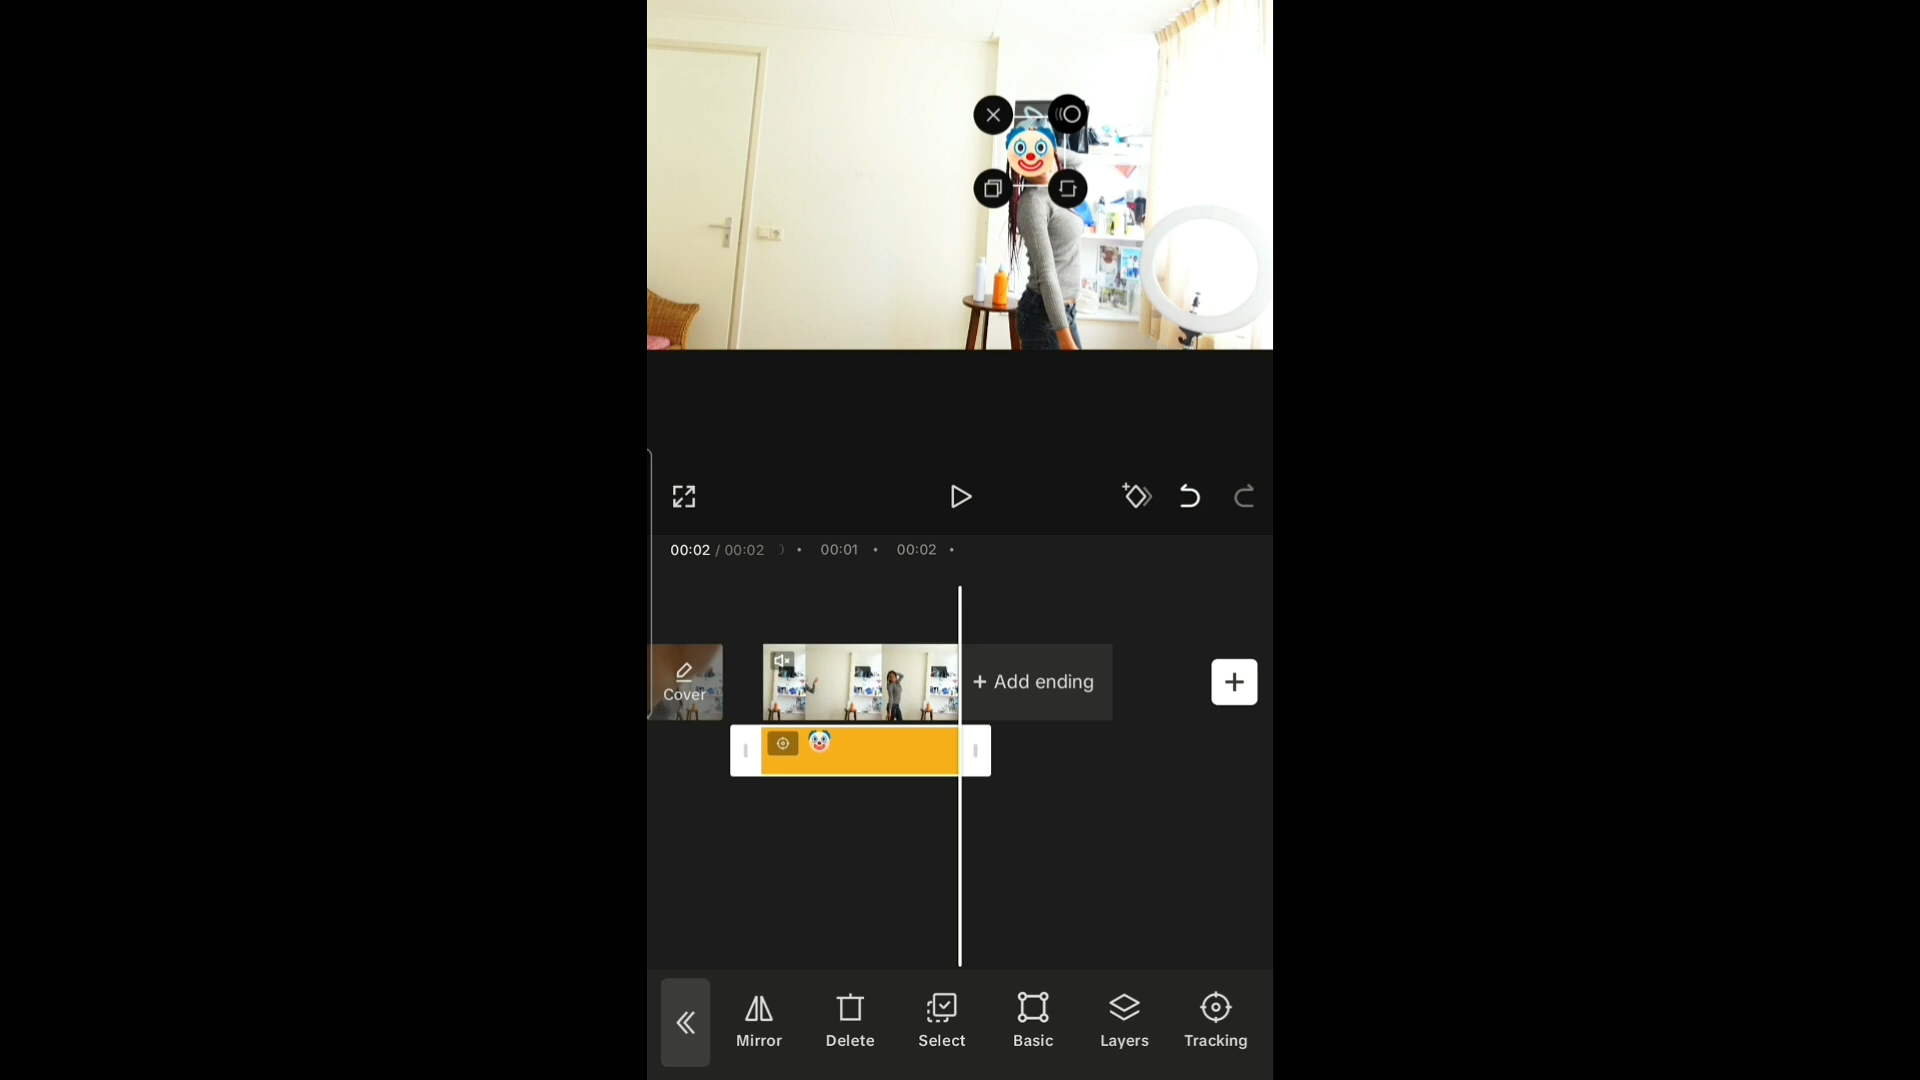 00:02 / 00:02 00:01 00:02
Cover
+ Add ending
Mirror Delete Select Basic Layers Tracking